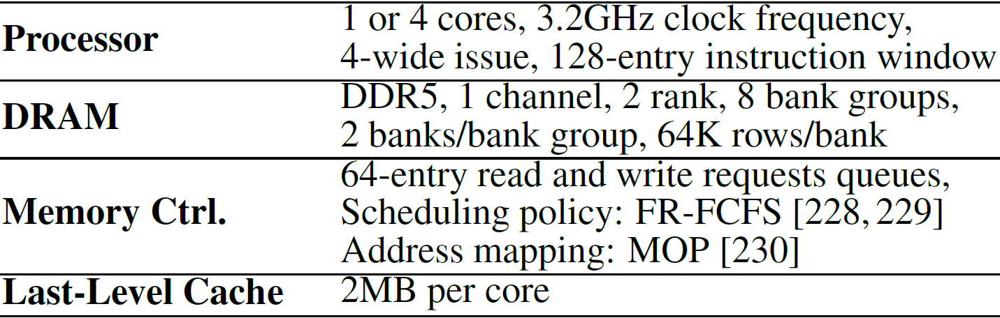 Processor
1 or 4 cores, 3.2GHz clock frequency,
4-wide issue, 128-entry instruction window
DRAM
DDR5, 1 channel, 2 rank, 8 bank groups,
2 banks/bank group, 64K rows/bank
Memory Ctrl.
64-entry read and write requests queues,
Scheduling policy: FR-FCFS [228, 229]
Address mapping: MOP [230]
Last-Level Cache
2MB per core